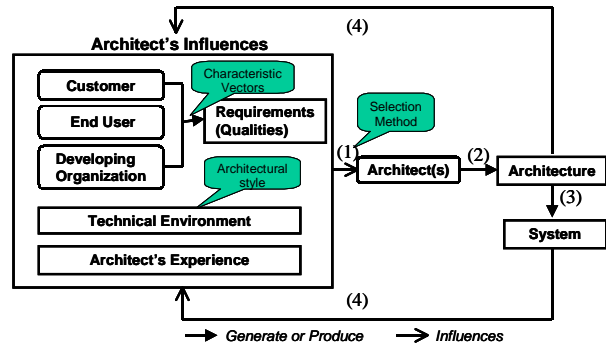 (4)
Architect's Influences
Customer
End User
Developing
Organization
Characteristic
Vectors
Requirements
(Qualities)
Architectural
style
Technical Environment
Architect's Experience
Selection
Method
(1)
Architect(s)
(2)
Architecture
(3)
System
(4)
Generate or Produce
Influences